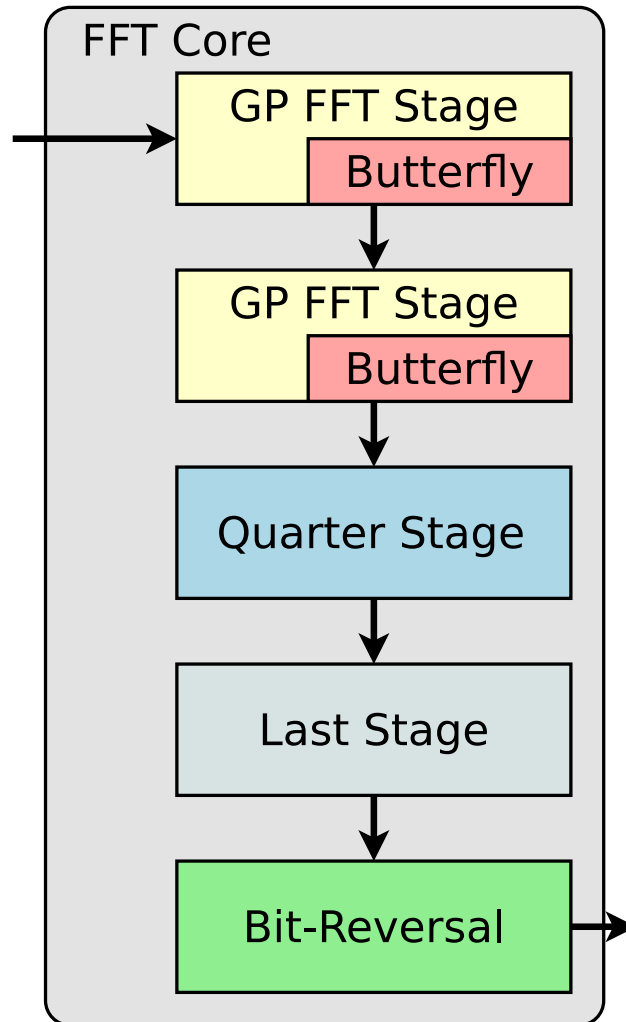 FFT Core
GP FFT Stage
Butterfly
GP FFT Stage
Butterfly
Quarter Stage
Last Stage
Bit-Reversal